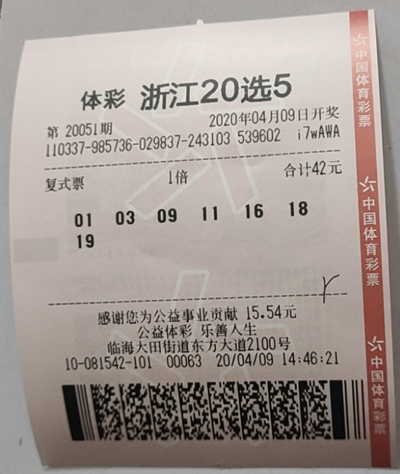 体彩 浙江20选5
第 20051期 2020年04月09日开奖
110337-985736-029837-243103 539602 i7wAWA
复式票 1倍 合计42元
01 03 09 11 16 18
19
感谢您为公益事业贡献 15.54元
公益体彩 乐善人生
临海大田街道东方大道2100号
10-081542-101 00063 20/04/09 14:46:21
中国体育彩票
中国体育彩票
中国体育彩票